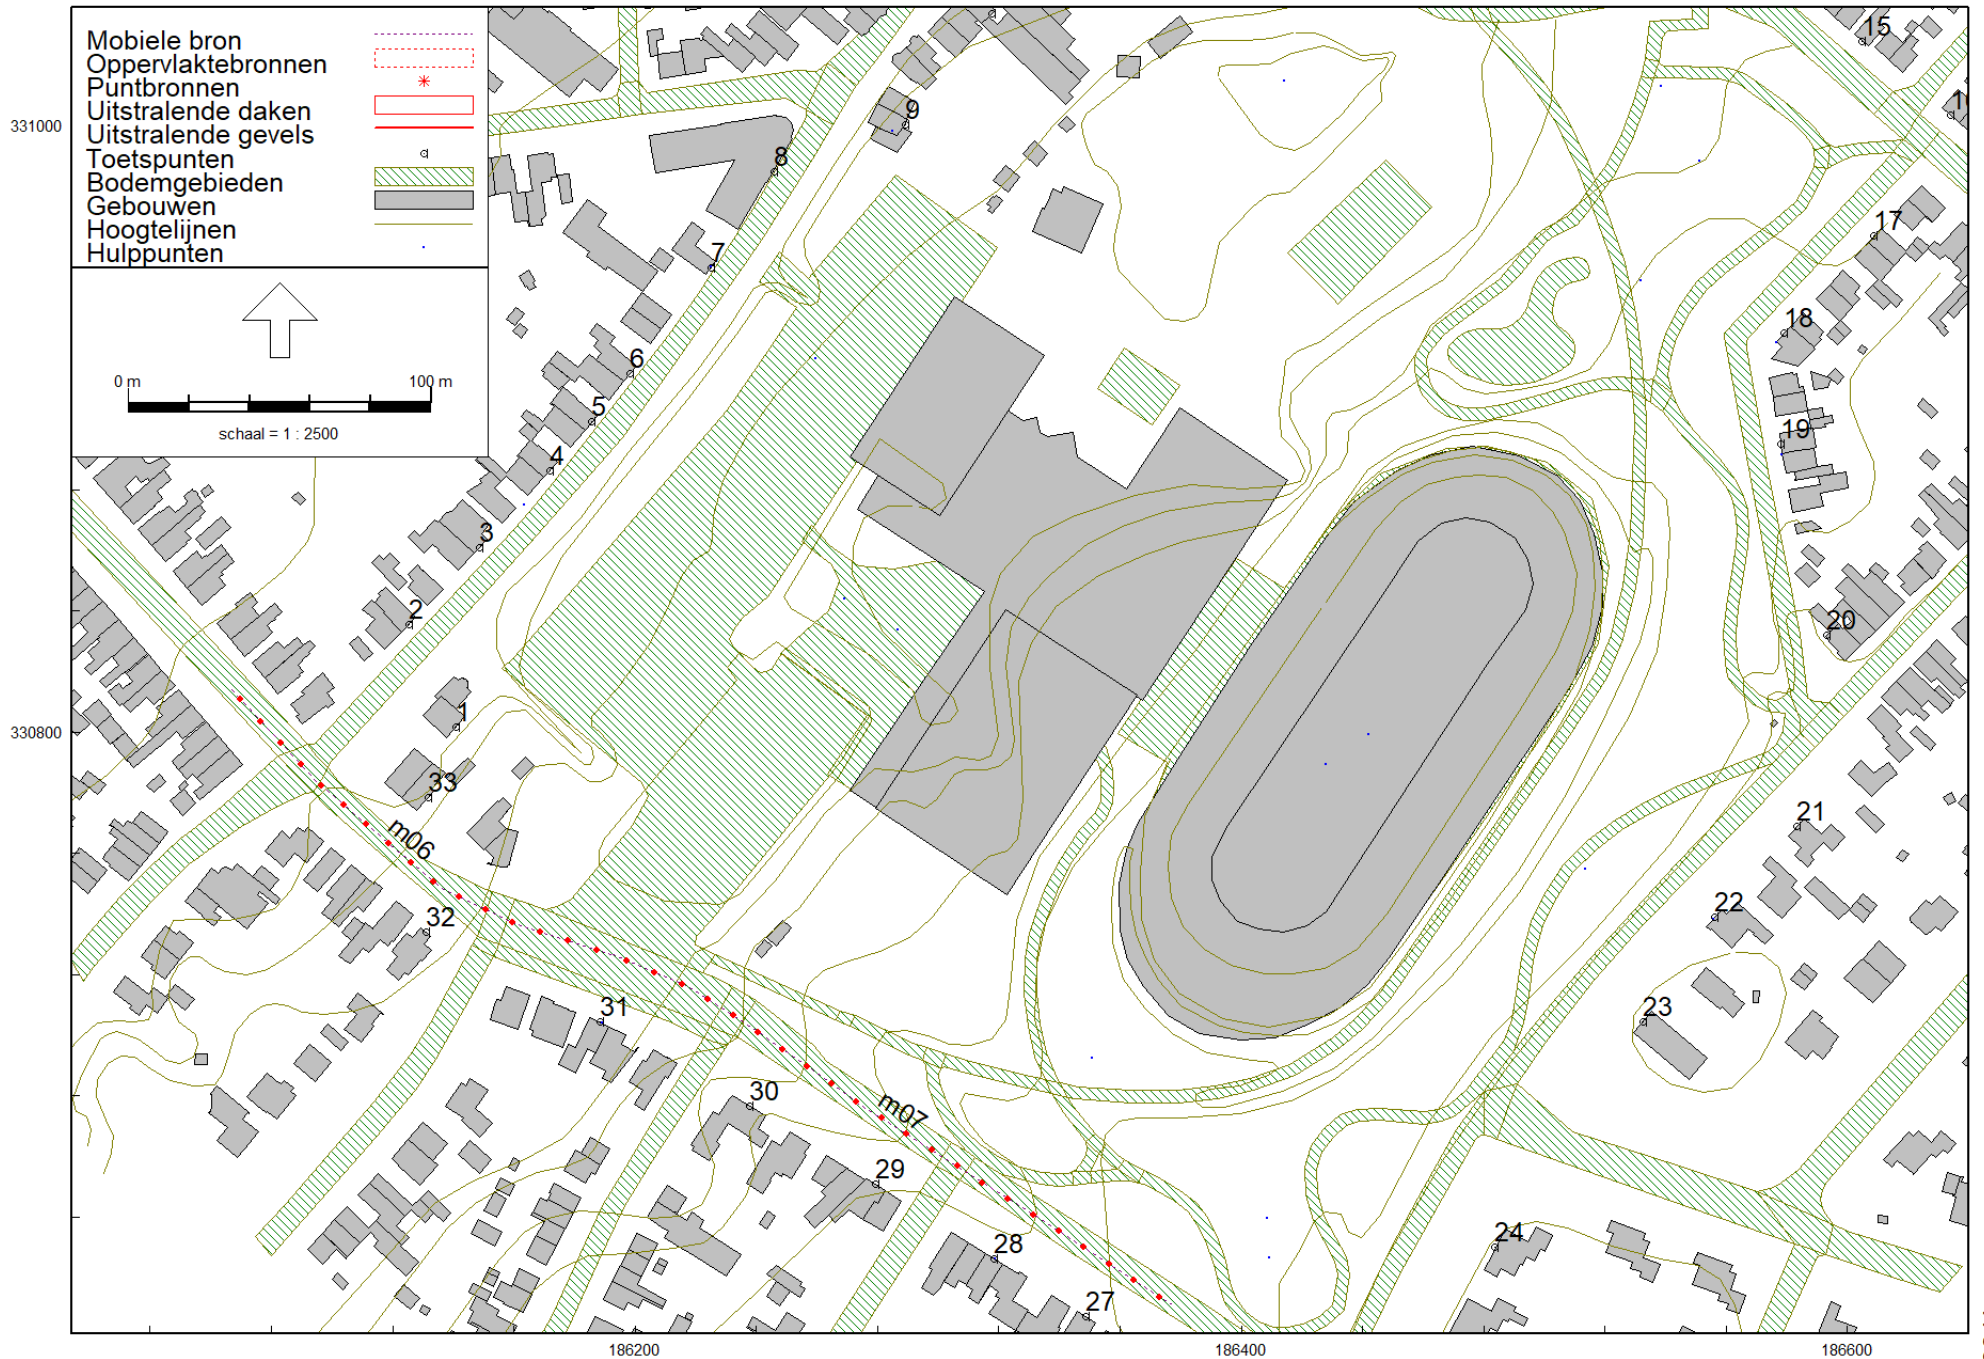 Mobiele bron
Oppervlaktebronnen
Puntbronnen
Uitstralende daken
Uitstralende gevels
Toetspunten
Bodemgebieden
Gebouwen
Hoogtelijnen
Hulppunten
0 m 100 m
schaal = 1 : 2500
331000
330800
186200 186400 186600
15
9
8
17
7
18
6
5
19
4
3
2
20
1
33
21
m06
22
32
23
31
30
m07
29
24
28
27